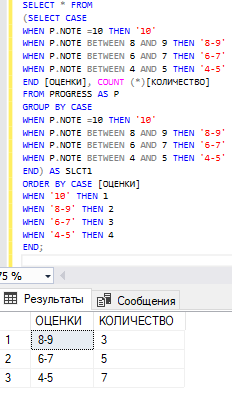 SELECT * FROM
(SELECT CASE
WHEN P.NOTE =10 THEN '10'
WHEN P.NOTE BETWEEN 8 AND 9 THEN '8-9'
WHEN P.NOTE BETWEEN 6 AND 7 THEN '6-7'
WHEN P.NOTE BETWEEN 4 AND 5 THEN '4-5'
END [ОЦЕНКИ], COUNT (*)[КОЛИЧЕСТВО]
FROM PROGRESS AS P
GROUP BY CASE
WHEN P.NOTE =10 THEN '10'
WHEN P.NOTE BETWEEN 8 AND 9 THEN '8-9'
WHEN P.NOTE BETWEEN 6 AND 7 THEN '6-7'
WHEN P.NOTE BETWEEN 4 AND 5 THEN '4-5'
END) AS SLCT1
ORDER BY CASE [ОЦЕНКИ]
WHEN '10' THEN 1
WHEN '8-9' THEN 2
WHEN '6-7' THEN 3
WHEN '4-5' THEN 4
END;
75 %
Результаты Сообщения
ОЦЕНКИ КОЛИЧЕСТВО
1 8-9 3
2 6-7 5
3 4-5 7